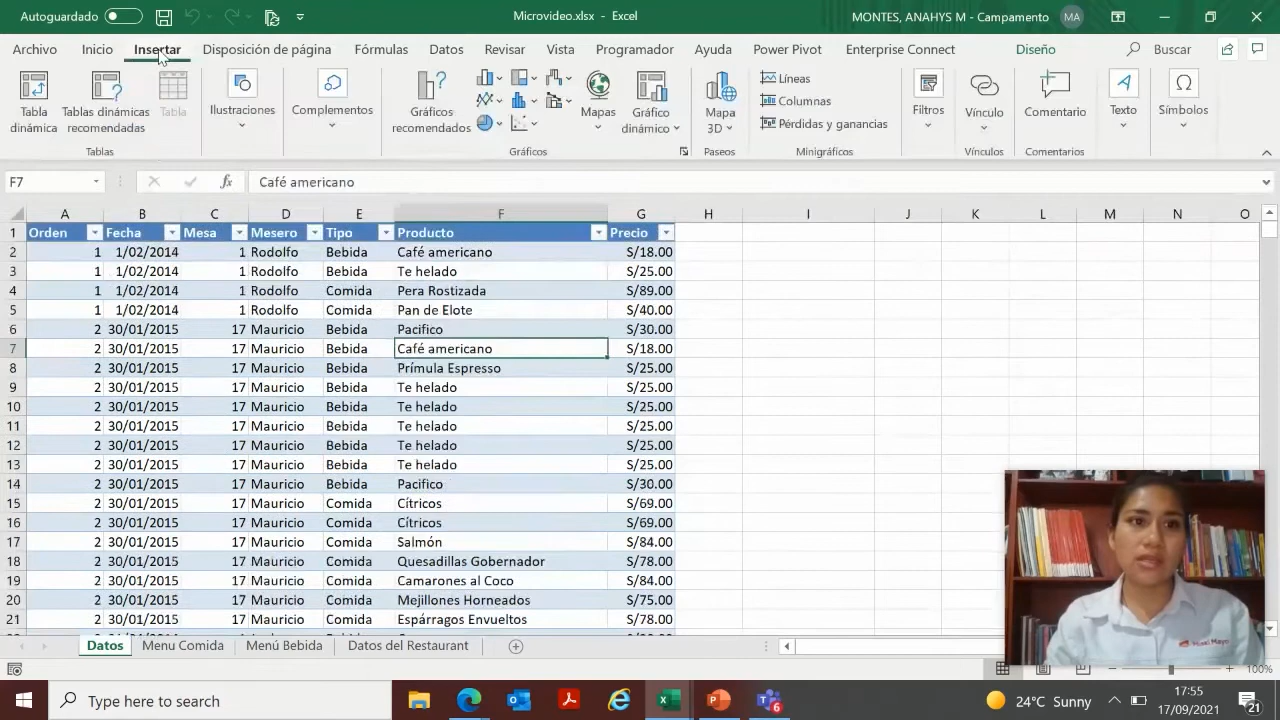 Autoguardado
Microvideo.xlsx - Excel
MONTES, ANAHYS M - Campamento MA
Archivo Inicio Insertar Disposición de página Fórmulas Datos Revisar Vista Programador Ayuda Power Pivot Enterprise Connect Diseño Buscar
Tabla dinámica
Tablas dinámicas recomendadas
Tabla
Tablas
Ilustraciones
Complementos
Gráficos recomendados
Mapas
Gráfico dinámico
Gráficos
Mapa 3D
Paseos
Líneas
Columnas
Pérdidas y ganancias
Minigráficos
Filtros
Vínculo
Vínculos
Comentario
Comentarios
Texto
Símbolos
F7 fx Café americano
A B C D E F G H I J K L M N O
1 Orden Fecha Mesa Mesero Tipo Producto Precio
2 1 1/02/2014 1 Rodolfo Bebida Café americano S/18.00
3 1 1/02/2014 1 Rodolfo Bebida Te helado S/25.00
4 1 1/02/2014 1 Rodolfo Comida Pera Rostizada S/89.00
5 1 1/02/2014 1 Rodolfo Comida Pan de Elote S/40.00
6 2 30/01/2015 17 Mauricio Bebida Pacifico S/30.00
7 2 30/01/2015 17 Mauricio Bebida Café americano S/18.00
8 2 30/01/2015 17 Mauricio Bebida Prímula Espresso S/25.00
9 2 30/01/2015 17 Mauricio Bebida Te helado S/25.00
10 2 30/01/2015 17 Mauricio Bebida Te helado S/25.00
11 2 30/01/2015 17 Mauricio Bebida Te helado S/25.00
12 2 30/01/2015 17 Mauricio Bebida Te helado S/25.00
13 2 30/01/2015 17 Mauricio Bebida Te helado S/25.00
14 2 30/01/2015 17 Mauricio Bebida Pacifico S/30.00
15 2 30/01/2015 17 Mauricio Comida Cítricos S/69.00
16 2 30/01/2015 17 Mauricio Comida Cítricos S/69.00
17 2 30/01/2015 17 Mauricio Comida Salmón S/84.00
18 2 30/01/2015 17 Mauricio Comida Quesadillas Gobernador S/78.00
19 2 30/01/2015 17 Mauricio Comida Camarones al Coco S/84.00
20 2 30/01/2015 17 Mauricio Comida Mejillones Horneados S/75.00
21 2 30/01/2015 17 Mauricio Comida Espárragos Envueltos S/78.00
Datos Menu Comida Menú Bebida Datos del Restaurant
100%
Type here to search
6
24°C Sunny
17:55
17/09/2021
21